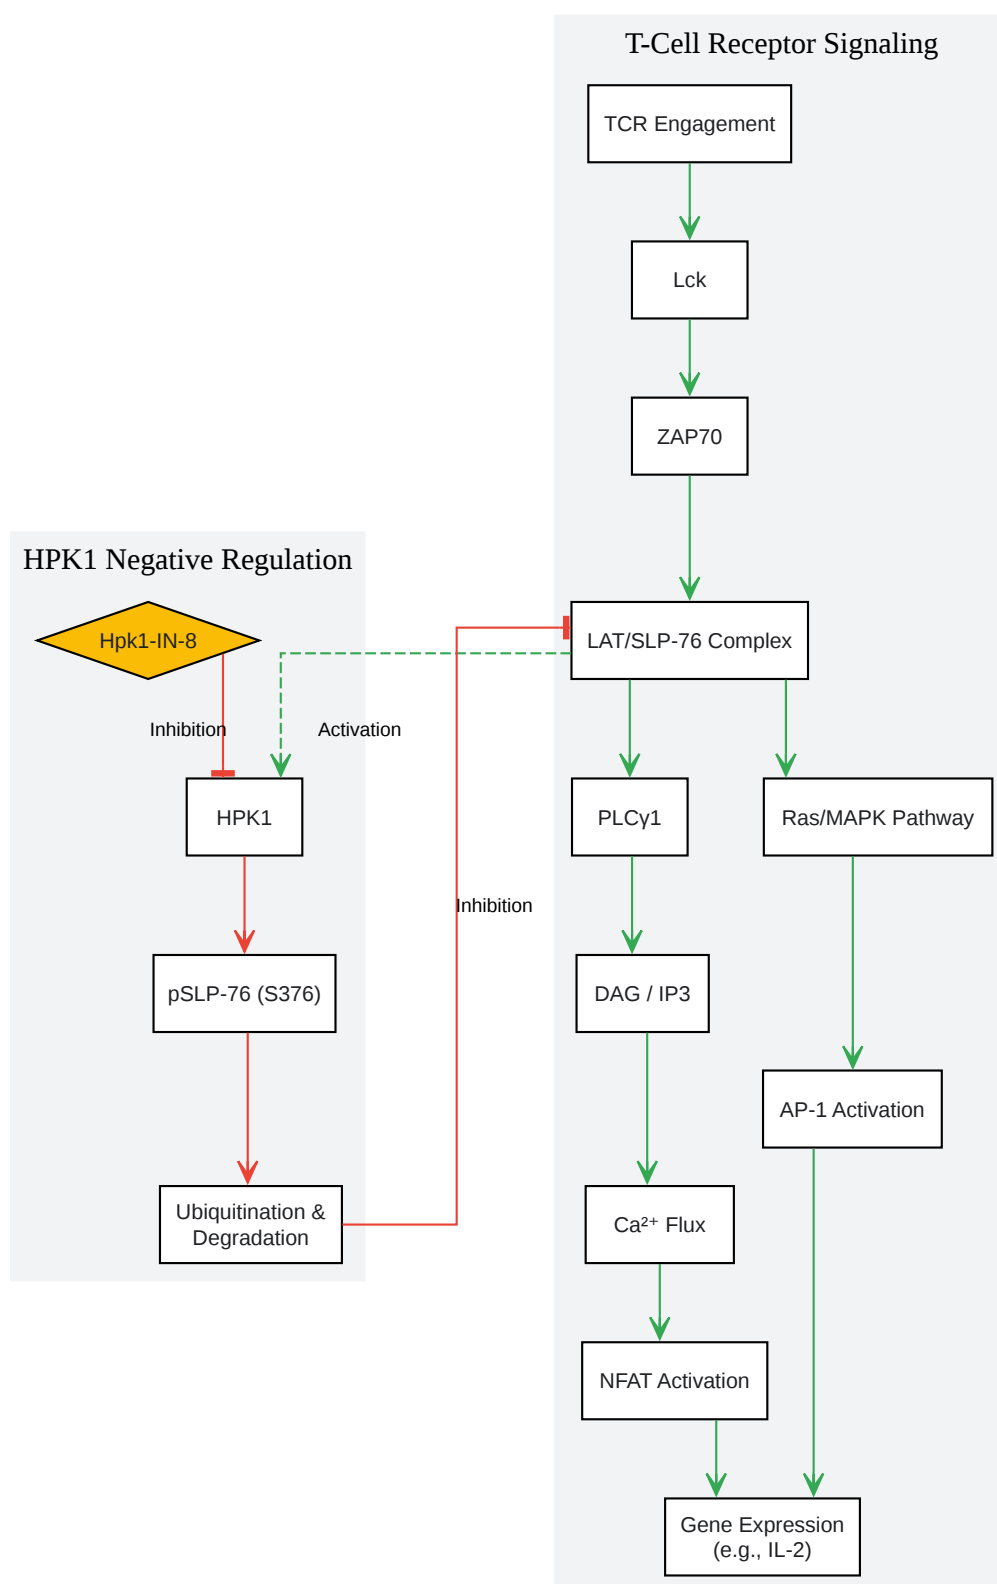 T-Cell Receptor Signaling
TCR Engagement
Lck
ZAP70
HPK1 Negative Regulation
Hpk1-IN-8
LAT/SLP-76 Complex
Inhibition
Activation
HPK1
PLCγ1
Ras/MAPK Pathway
Inhibition
pSLP-76 (S376)
DAG / IP3
AP-1 Activation
Ubiquitination &
Degradation
Ca²⁺ Flux
NFAT Activation
Gene Expression
(e.g., IL-2)